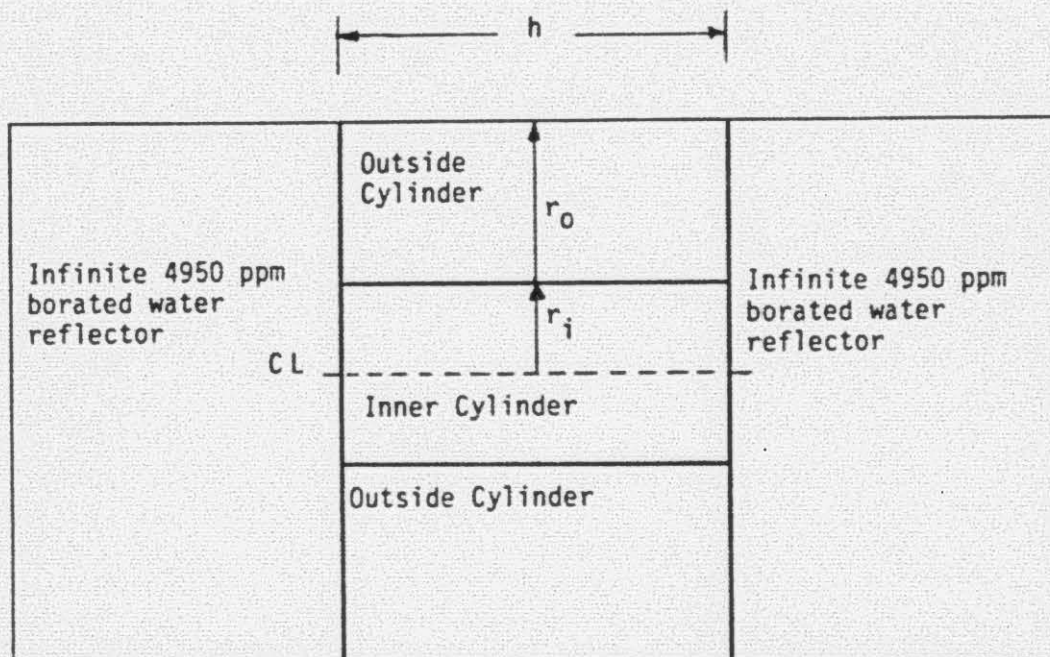 h
Outside
Cylinder
r_o
Infinite 4950 ppm
borated water
reflector
Infinite 4950 ppm
borated water
reflector
r_i
CL
Inner Cylinder
Outside Cylinder